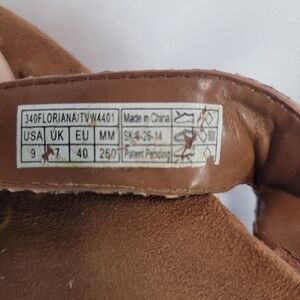 340FLORIANA/TVW4401 Made in China
USA UK EU MM SK4-26-14
9 7 40 260 Patent Pending